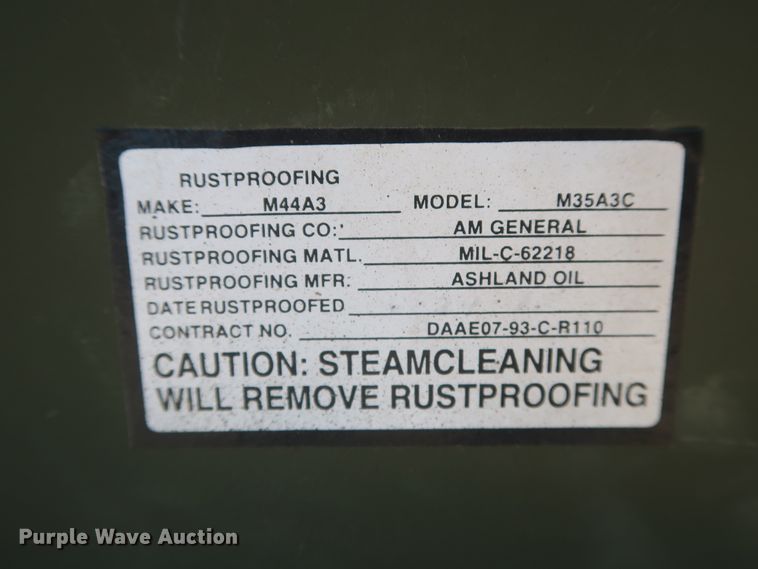 RUSTPROOFING
MAKE: M44A3 MODEL: M35A3C
RUSTPROOFING CO: AM GENERAL
RUSTPROOFING MATL. MIL-C-62218
RUSTPROOFING MFR: ASHLAND OIL
DATE RUSTPROOFED
CONTRACT NO. DAAE07-93-C-R110
CAUTION: STEAMCLEANING
WILL REMOVE RUSTPROOFING
Purple Wave Auction